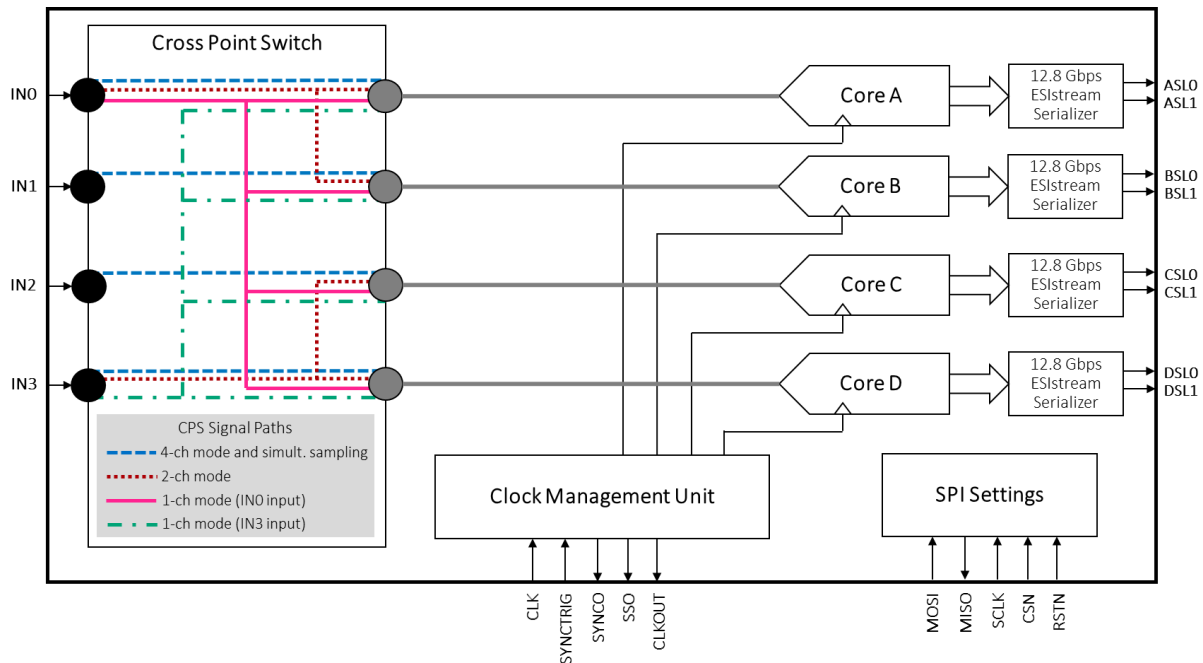 Cross Point Switch
IN0
IN1
IN2
IN3
CPS Signal Paths
4-ch mode and simult. sampling
2-ch mode
1-ch mode (IN0 input)
1-ch mode (IN3 input)
Core A
12.8 Gbps
ESIstream
Serializer
ASL0
ASL1
Core B
12.8 Gbps
ESIstream
Serializer
BSL0
BSL1
Core C
12.8 Gbps
ESIstream
Serializer
CSL0
CSL1
Core D
12.8 Gbps
ESIstream
Serializer
DSL0
DSL1
Clock Management Unit
SPI Settings
CLK
SYNCTRIG
SYNCO
SSO
CLKOUT
MOSI
MISO
SCLK
CSN
RSTN